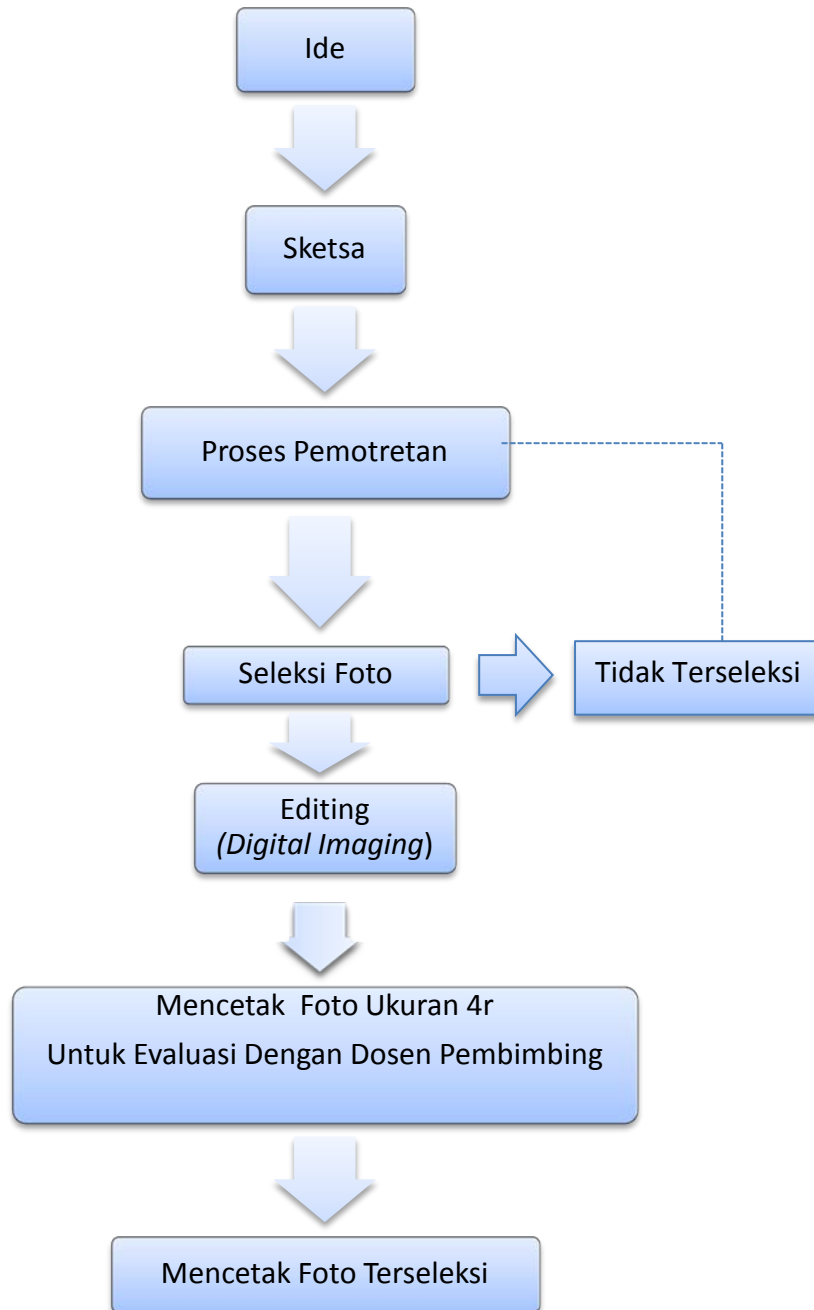 Ide
Sketsa
Proses Pemotretan
Seleksi Foto
Tidak Terseleksi
Editing
(Digital Imaging)
Mencetak  Foto Ukuran 4r
Untuk Evaluasi Dengan Dosen Pembimbing
Mencetak Foto Terseleksi